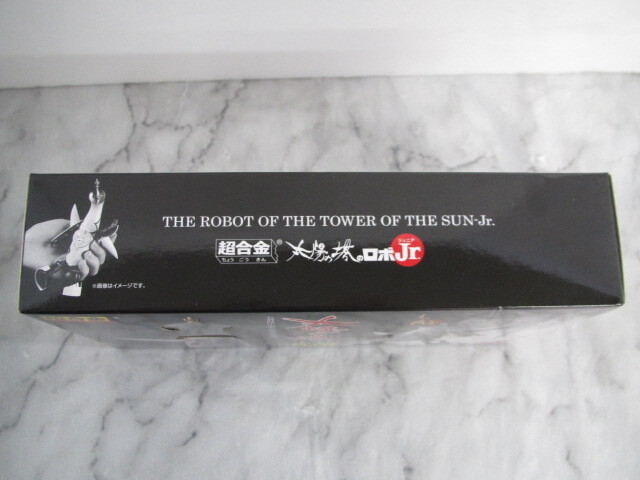 THE ROBOT OF THE TOWER OF THE SUN-Jr.
ジュニア
超合金 太陽の塔のロボJr.
ちょう ごう きん
※画像はイメージです。